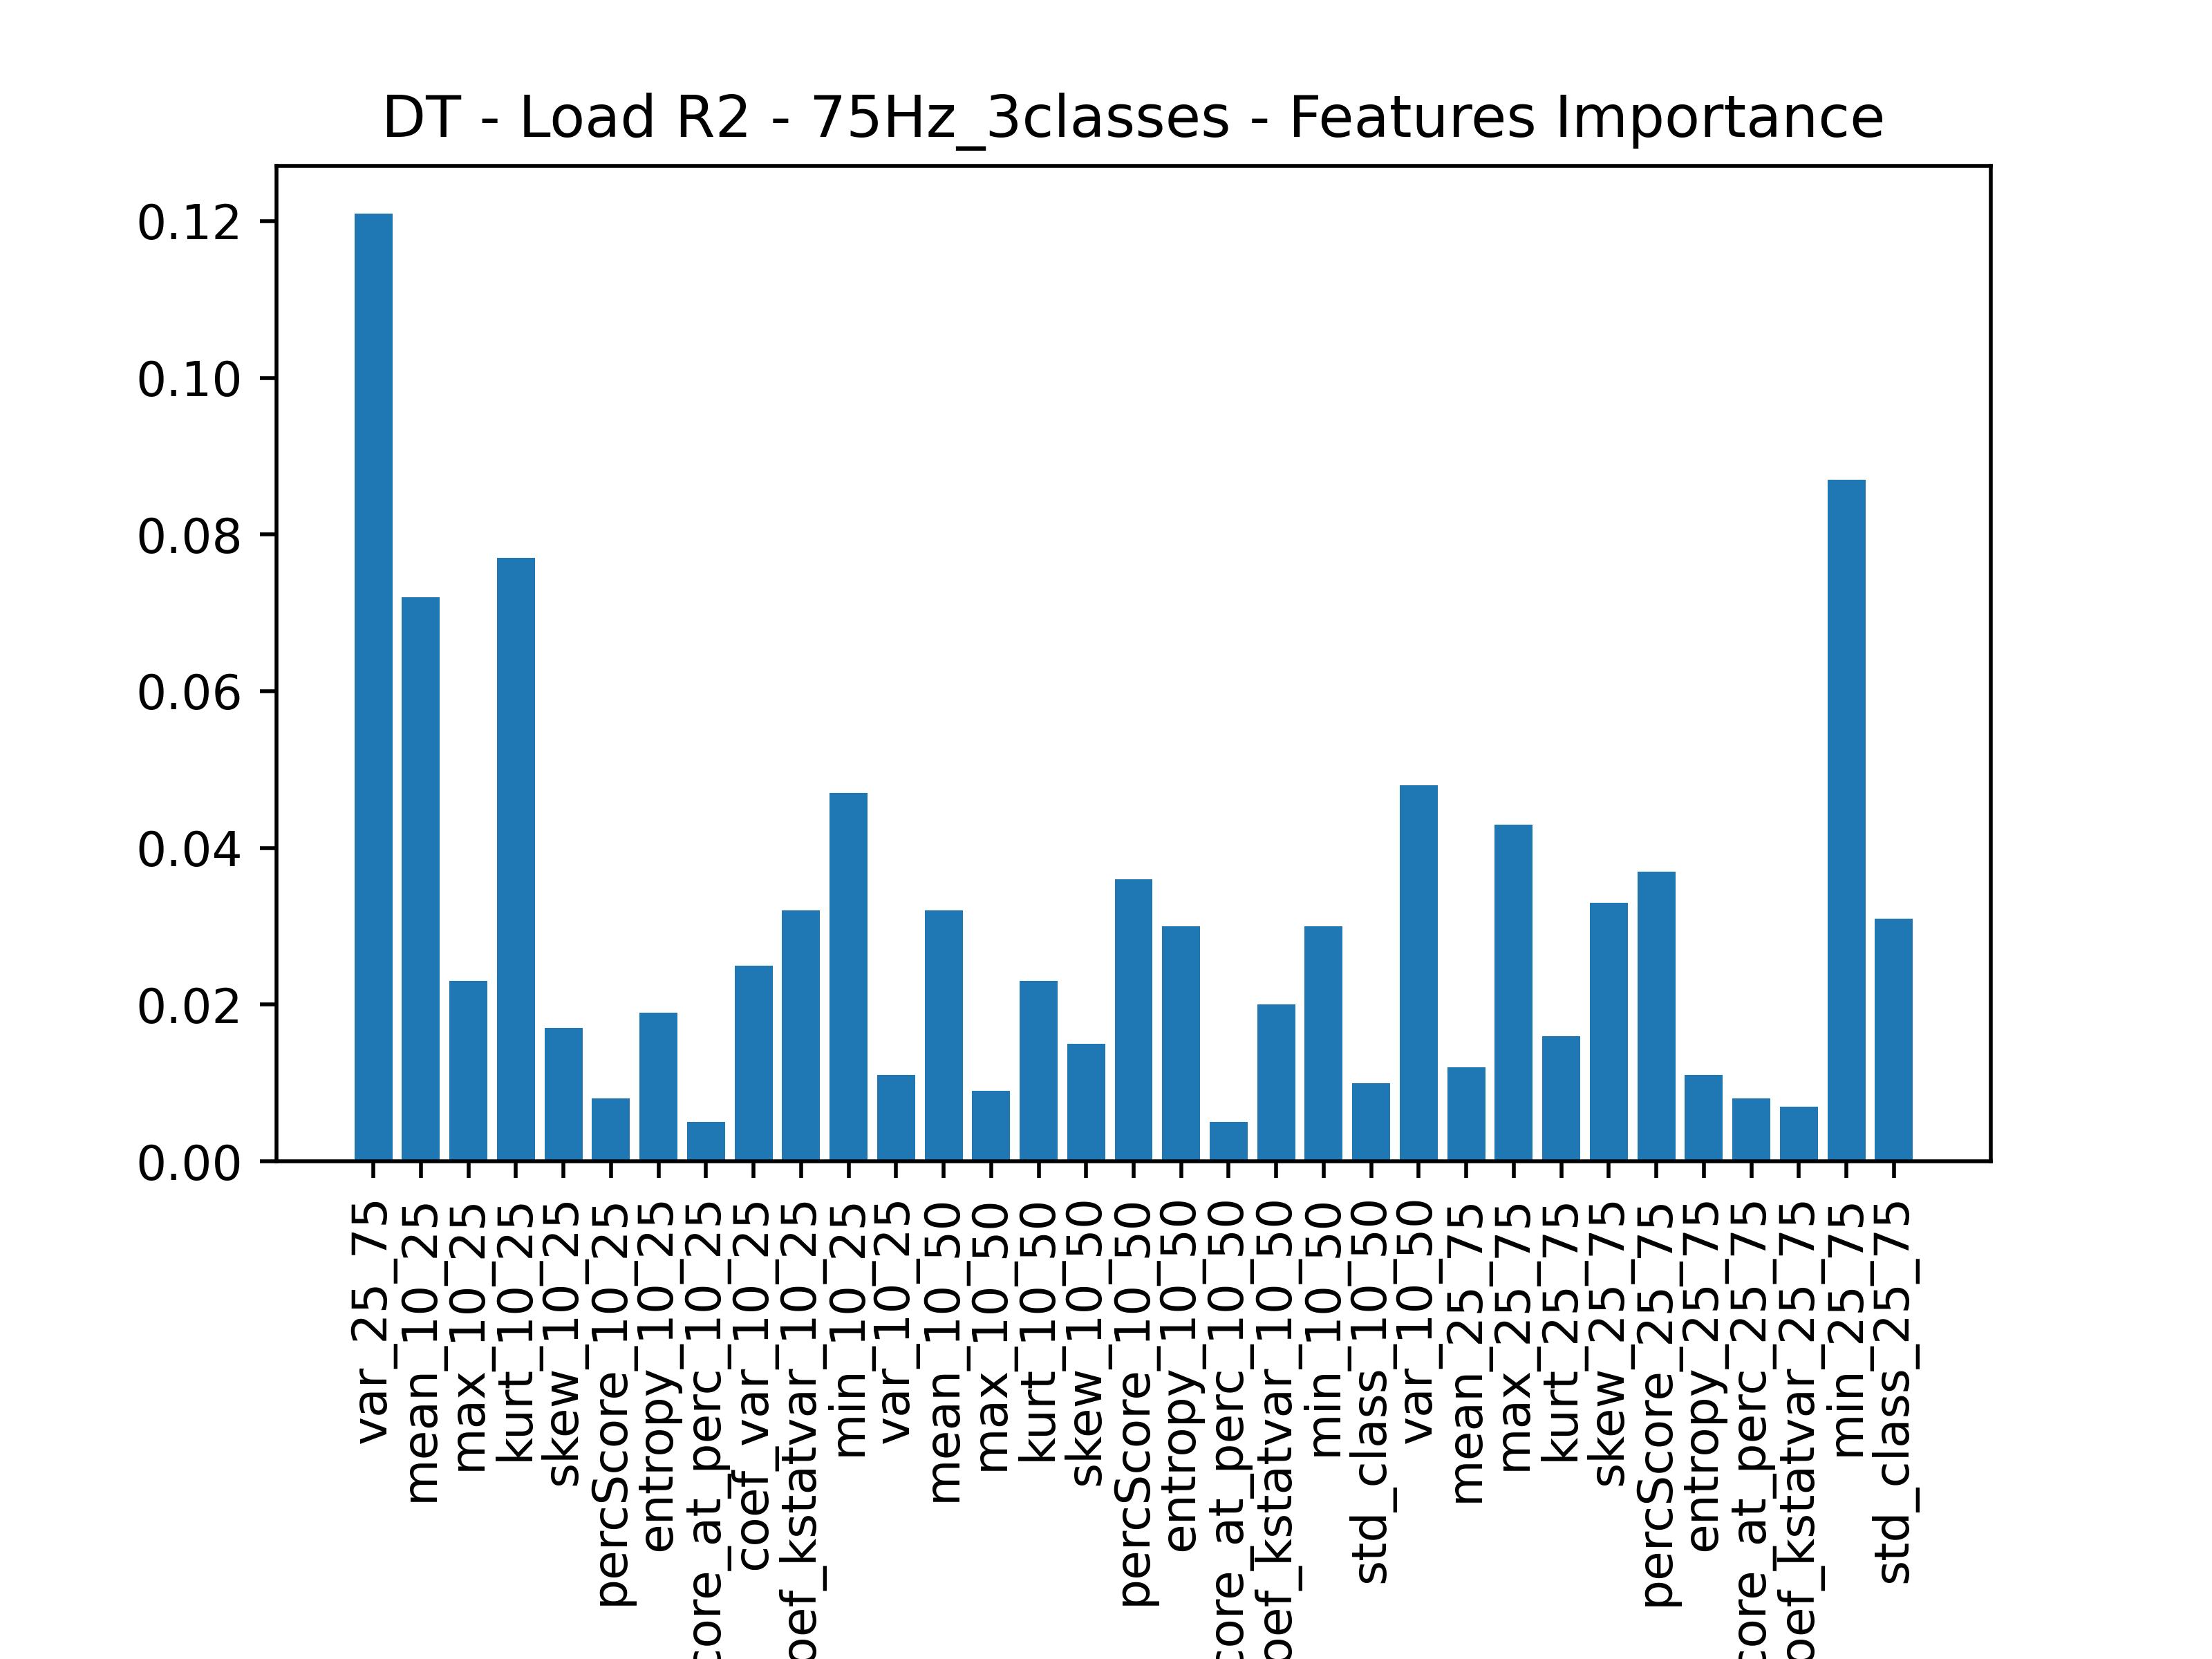 DT - Load R2 - 75Hz_3classes - Features Importance
0.12
0.10
0.08
0.06
0.04
0.02
0.00
var_25_75
mean_10_25
max_10_25
kurt_10_25
skew_10_25
percScore_10_25
entropy_10_25
core_at_perc_10_25
coef_var_10_25
oef_kstatvar_10_25
min_10_25
var_10_25
mean_10_50
max_10_50
kurt_10_50
skew_10_50
percScore_10_50
entropy_10_50
core_at_perc_10_50
oef_kstatvar_10_50
min_10_50
std_class_10_50
var_10_50
mean_25_75
max_25_75
kurt_25_75
skew_25_75
percScore_25_75
entropy_25_75
core_at_perc_25_75
oef_kstatvar_25_75
min_25_75
std_class_25_75